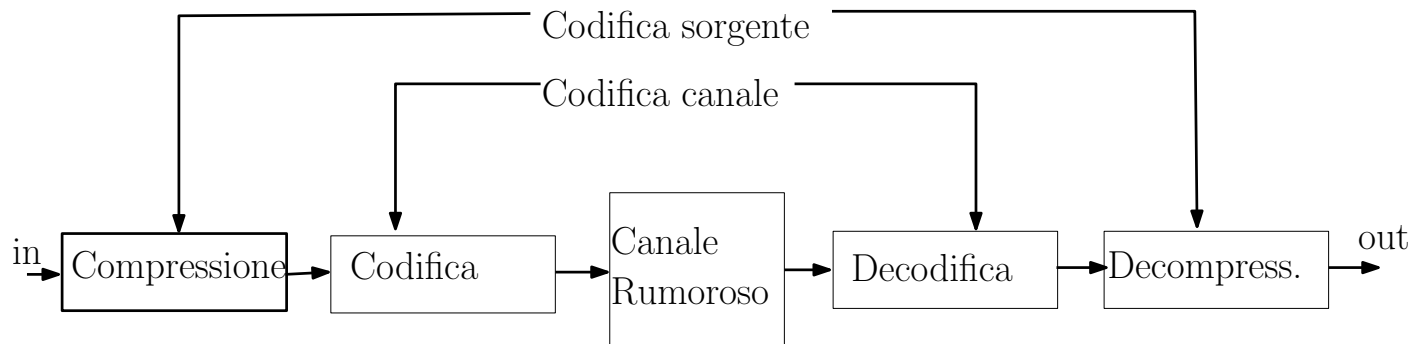 Codifica sorgente
Codifica canale
in
Compressione
Codifica
Canale
Rumoroso
Decodifica
Decompress.
out